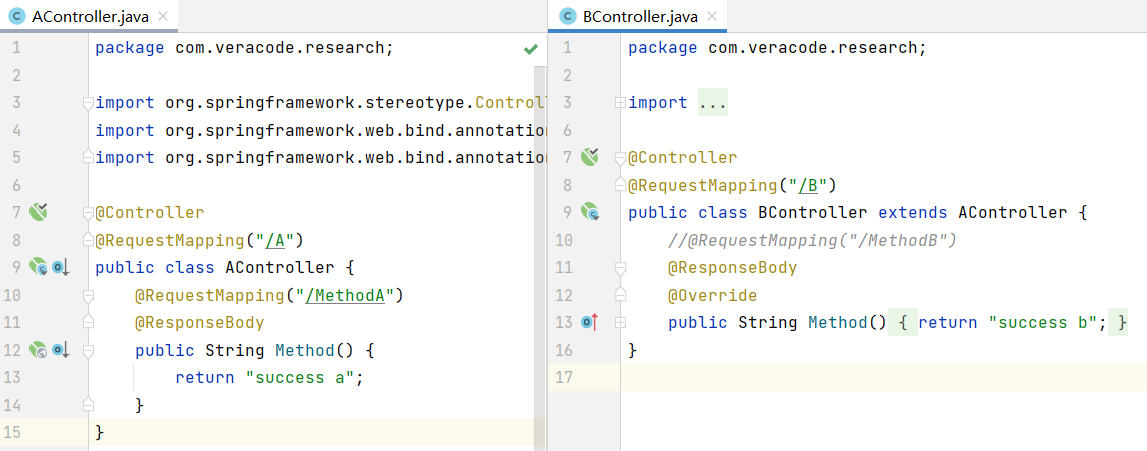 AController.java
1 package com.veracode.research;
2
3 import org.springframework.stereotype.Controll
4 import org.springframework.web.bind.annotation
5 import org.springframework.web.bind.annotation
6
7 @Controller
8 @RequestMapping("/A")
9 public class AController {
10 @RequestMapping("/MethodA")
11 @ResponseBody
12 public String Method() {
13 return "success a";
14 }
15 }
BController.java
1 package com.veracode.research;
2
3 import ...
6
7 @Controller
8 @RequestMapping("/B")
9 public class BController extends AController {
10 //@RequestMapping("/MethodB")
11 @ResponseBody
12 @Override
13 public String Method() { return "success b"; }
16 }
17